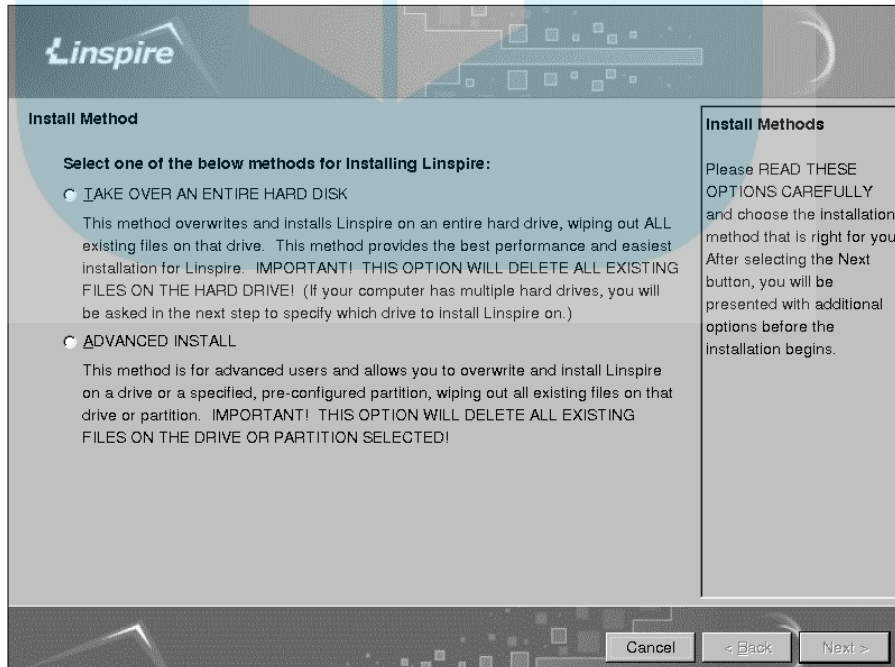 Linspire
Install Method
Select one of the below methods for Installing Linspire:
TAKE OVER AN ENTIRE HARD DISK
This method overwrites and installs Linspire on an entire hard drive, wiping out ALL
existing files on that drive. This method provides the best performance and easiest
installation for Linspire. IMPORTANT! THIS OPTION WILL DELETE ALL EXISTING
FILES ON THE HARD DRIVE! (If your computer has multiple hard drives, you will
be asked in the next step to specify which drive to install Linspire on.)
ADVANCED INSTALL
This method is for advanced users and allows you to overwrite and install Linspire
on a drive or a specified, pre-configured partition, wiping out all existing files on that
drive or partition. IMPORTANT! THIS OPTION WILL DELETE ALL EXISTING
FILES ON THE DRIVE OR PARTITION SELECTED!
Install Methods
Please READ THESE
OPTIONS CAREFULLY
and choose the installation
method that is right for you
After selecting the Next
button, you will be
presented with additional
options before the
installation begins.
Cancel
< Back
Next >